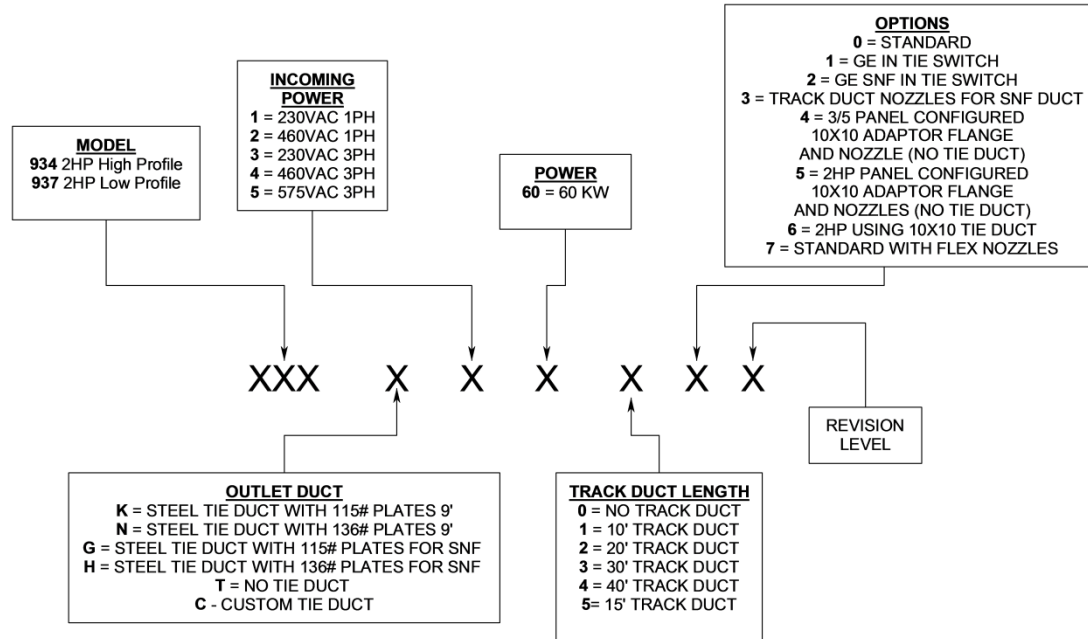 OPTIONS
0 = STANDARD
1 = GE IN TIE SWITCH
2 = GE SNF IN TIE SWITCH
3 = TRACK DUCT NOZZLES FOR SNF DUCT
4 = 3/5 PANEL CONFIGURED
10X10 ADAPTOR FLANGE
AND NOZZLE (NO TIE DUCT)
5 = 2HP PANEL CONFIGURED
10X10 ADAPTOR FLANGE
AND NOZZLES (NO TIE DUCT)
6 = 2HP USING 10X10 TIE DUCT
7 = STANDARD WITH FLEX NOZZLES
INCOMING
POWER
1 = 230VAC 1PH
2 = 460VAC 1PH
3 = 230VAC 3PH
4 = 460VAC 3PH
5 = 575VAC 3PH
MODEL
934 2HP High Profile
937 2HP Low Profile
POWER
60 = 60 KW
XXX X X X X X X
REVISION
LEVEL
OUTLET DUCT
K = STEEL TIE DUCT WITH 115# PLATES 9'
N = STEEL TIE DUCT WITH 136# PLATES 9'
G = STEEL TIE DUCT WITH 115# PLATES FOR SNF
H = STEEL TIE DUCT WITH 136# PLATES FOR SNF
T = NO TIE DUCT
C - CUSTOM TIE DUCT
TRACK DUCT LENGTH
0 = NO TRACK DUCT
1 = 10' TRACK DUCT
2 = 20' TRACK DUCT
3 = 30' TRACK DUCT
4 = 40' TRACK DUCT
5= 15' TRACK DUCT